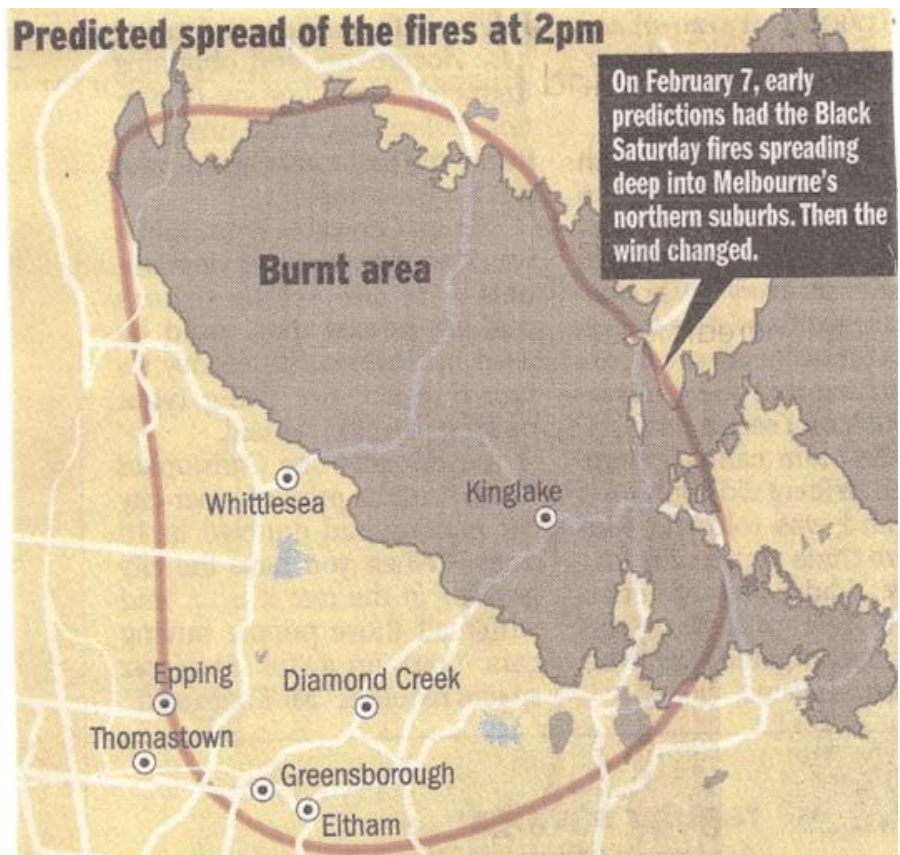 Predicted spread of the fires at 2pm
On February 7, early
predictions had the Black
Saturday fires spreading
deep into Melbourne's
northern suburbs. Then the
wind changed.
Burnt area
Whittlesea
Kinglake
Epping
Diamond Creek
Thomastown
Greensborough
Eltham